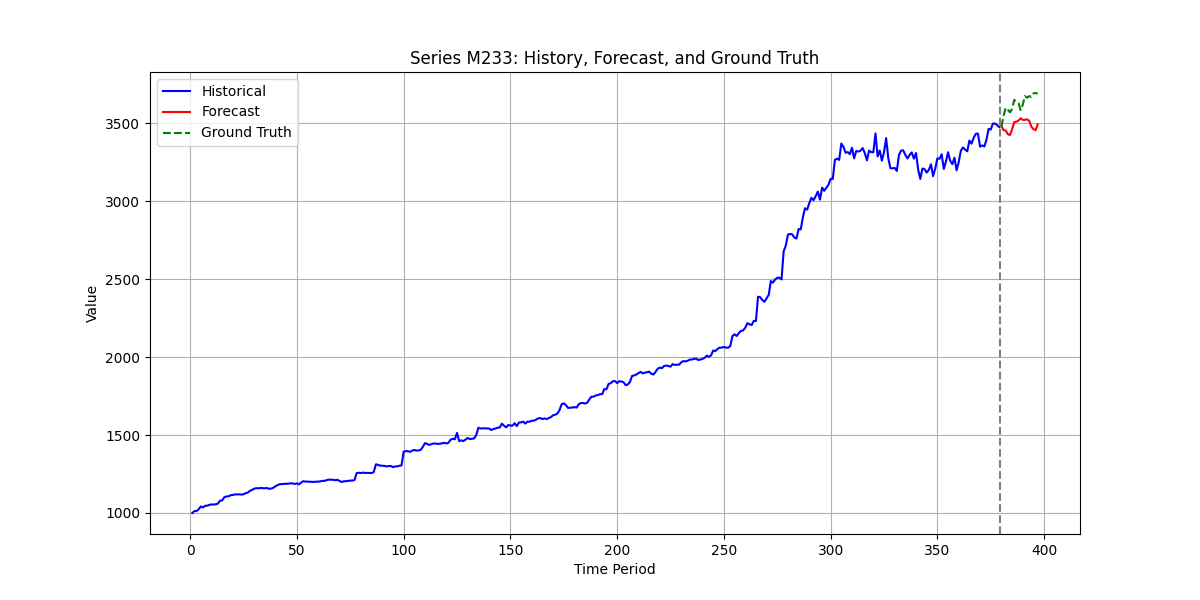 Series M233: History, Forecast, and Ground Truth
Historical
Forecast
Ground Truth
Value
3500
3000
2500
2000
1500
1000
0 50 100 150 200 250 300 350 400
Time Period